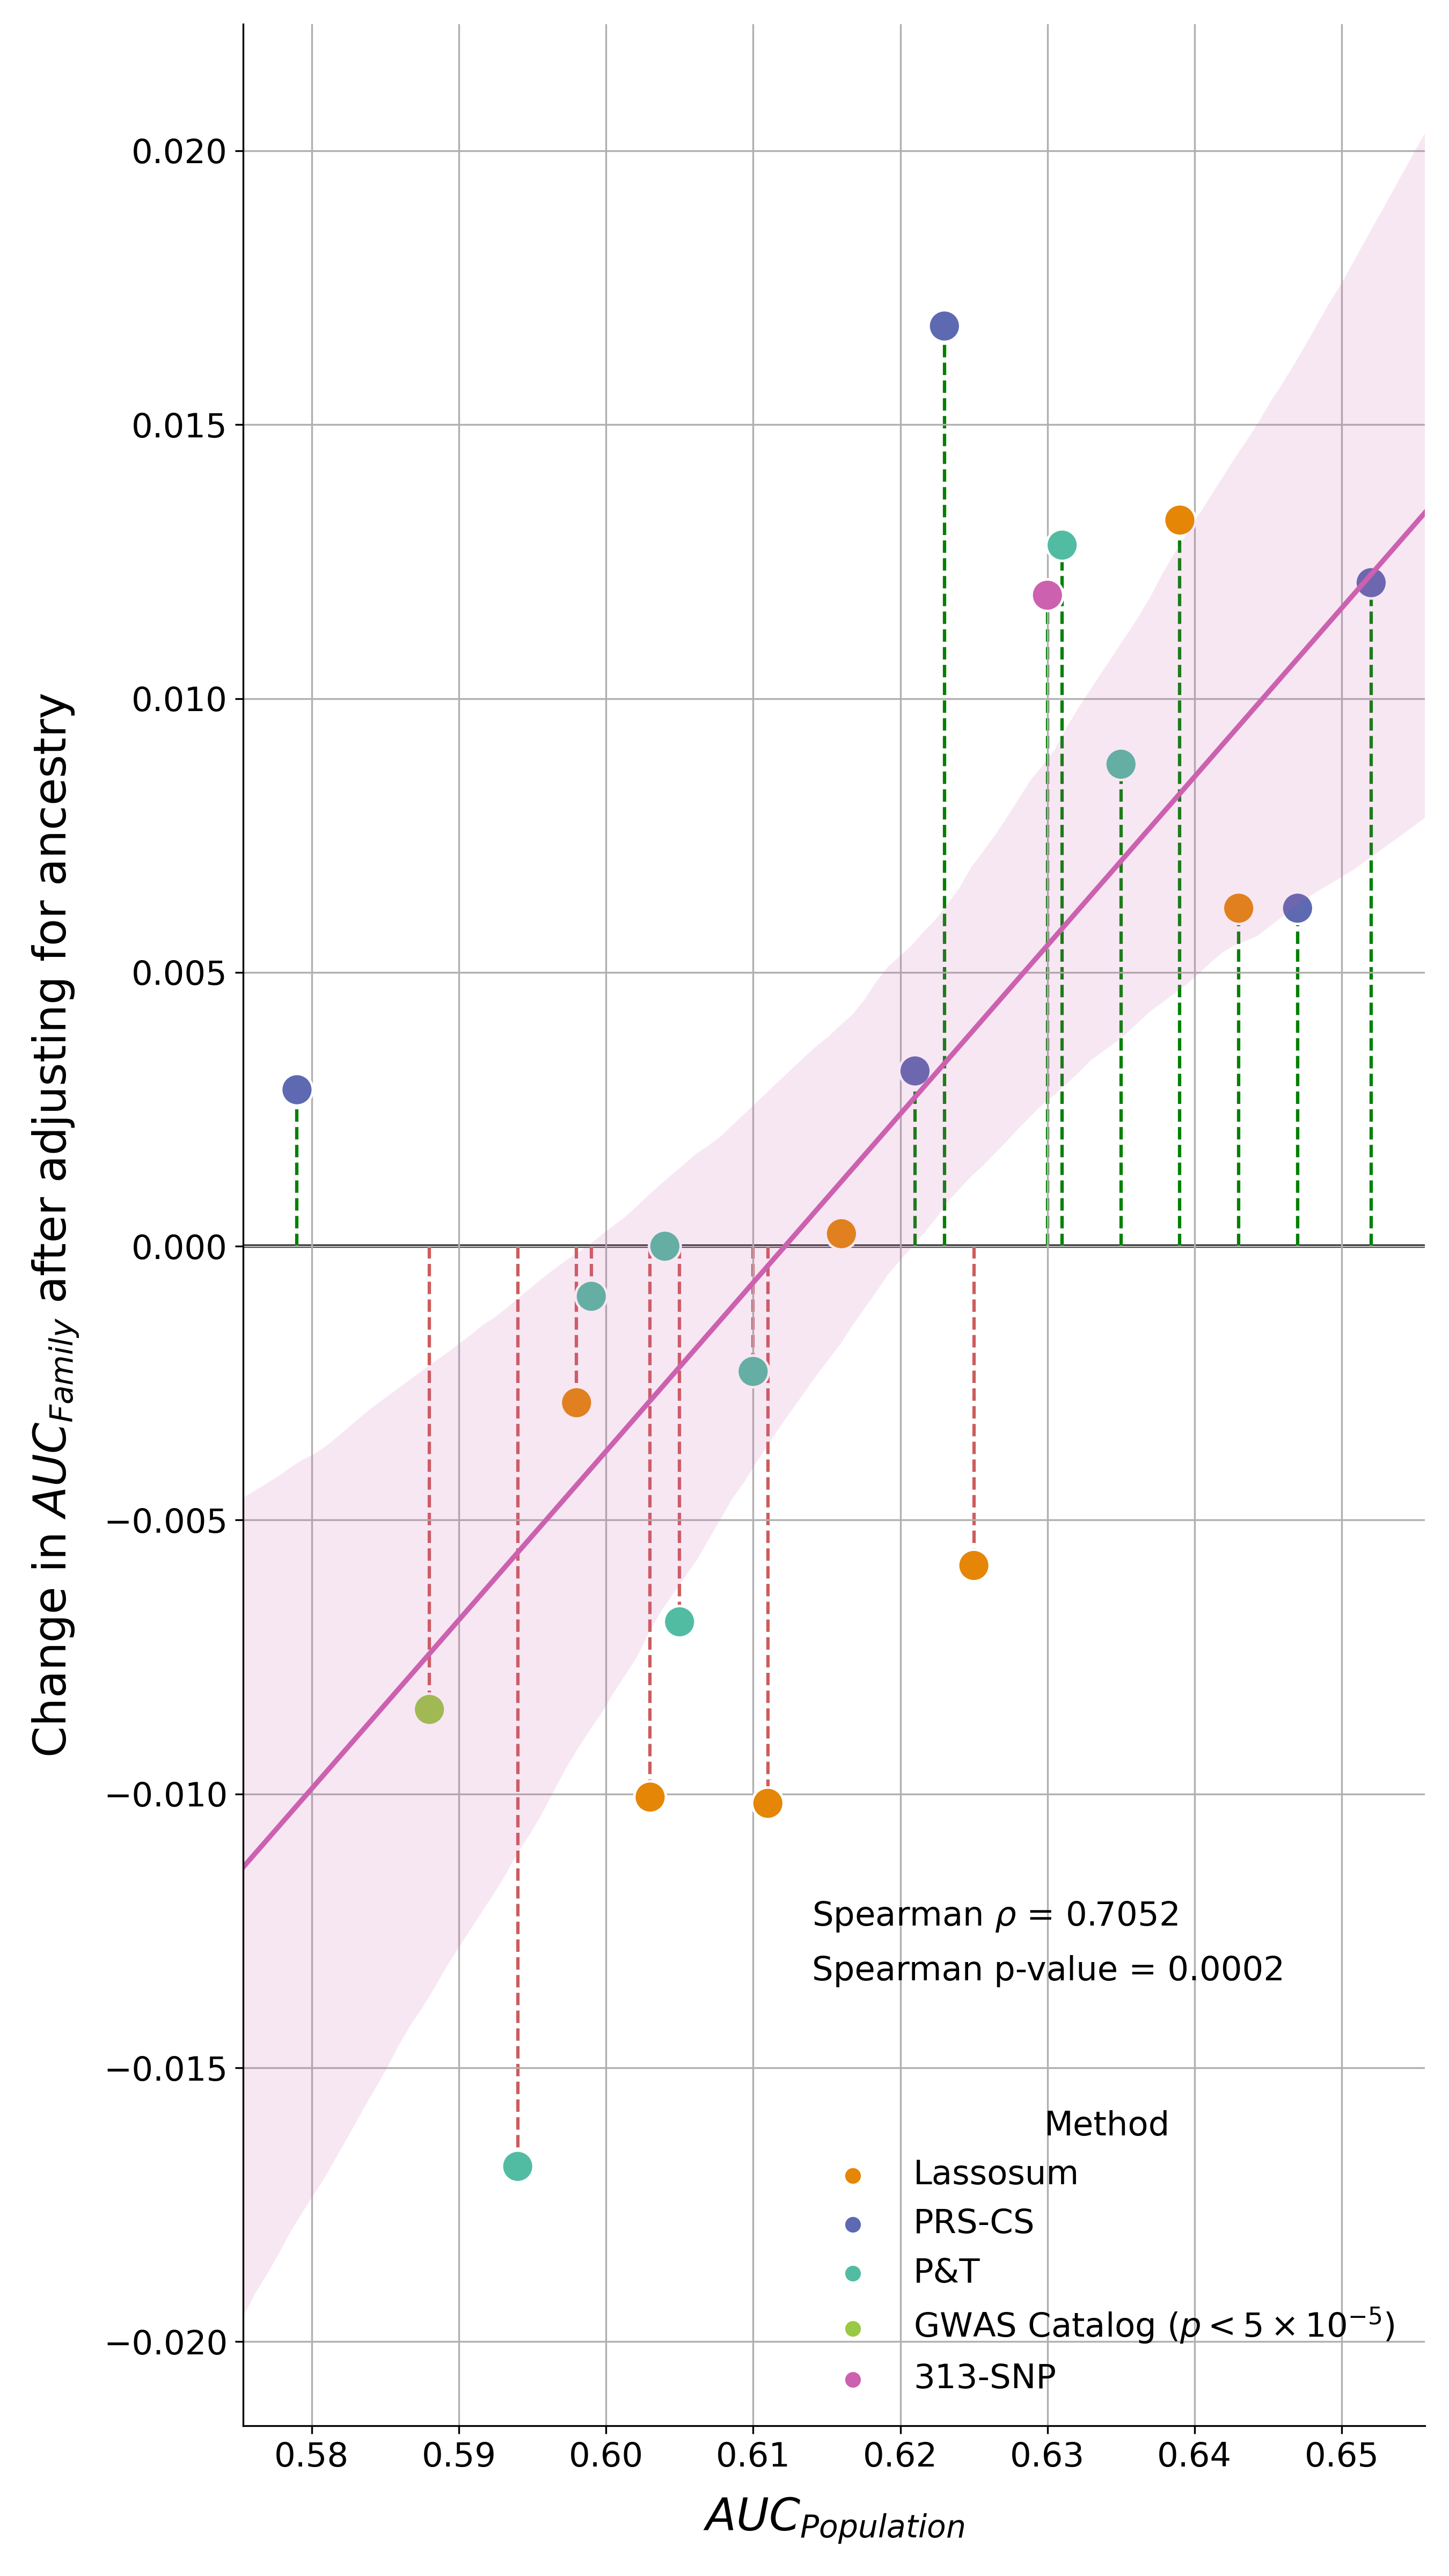 Change in AUC_Family after adjusting for ancestry
0.020
0.015
0.010
0.005
0.000
−0.005
−0.010
−0.015
−0.020
Spearman ρ = 0.7052
Spearman p-value = 0.0002
Method
Lassosum
PRS-CS
P&T
GWAS Catalog (p < 5 × 10⁻⁵)
313-SNP
0.58 0.59 0.60 0.61 0.62 0.63 0.64 0.65
AUC_Population